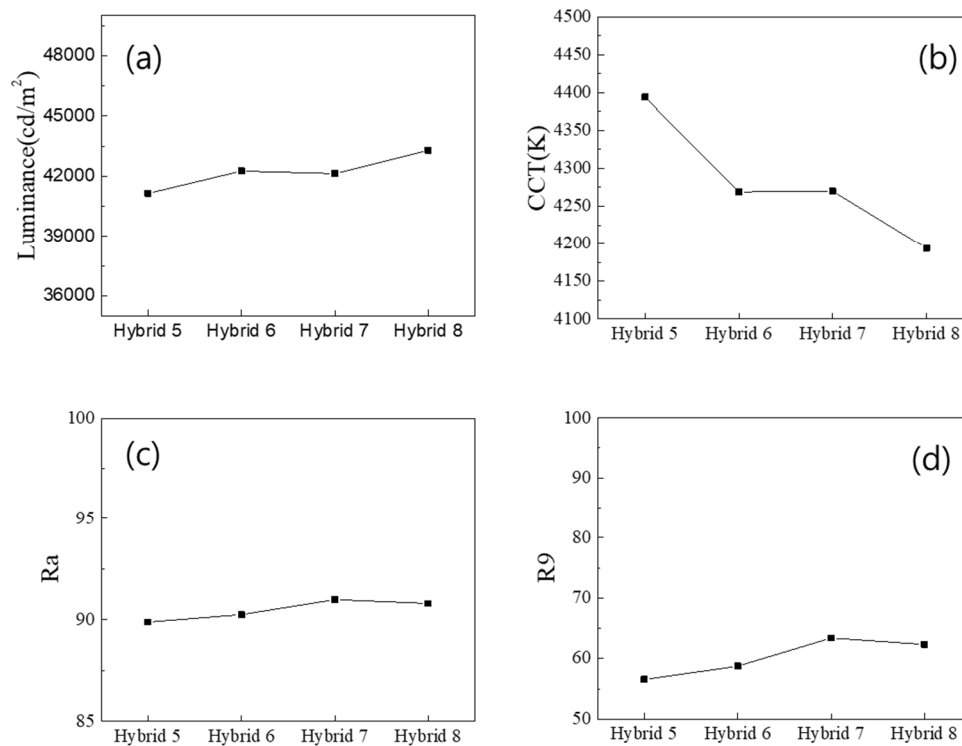 (a)
Luminance(cd/m²)
48000
45000
42000
39000
36000
Hybrid 5 Hybrid 6 Hybrid 7 Hybrid 8
(b)
CCT(K)
4500
4450
4400
4350
4300
4250
4200
4150
4100
Hybrid 5 Hybrid 6 Hybrid 7 Hybrid 8
(c)
Ra
100
95
90
85
Hybrid 5 Hybrid 6 Hybrid 7 Hybrid 8
(d)
R9
100
90
80
70
60
50
Hybrid 5 Hybrid 6 Hybrid 7 Hybrid 8